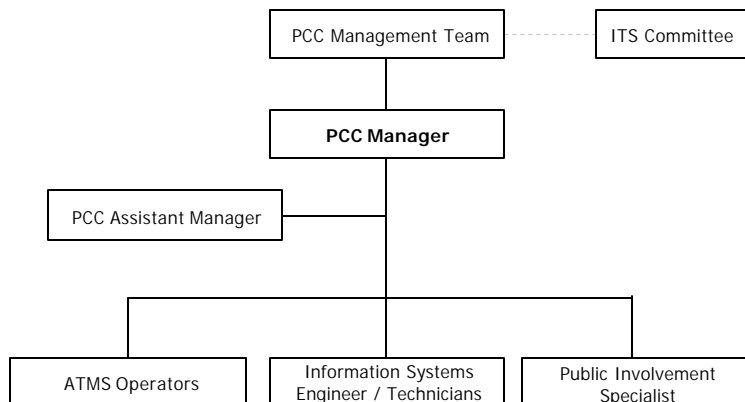 PCC Management Team
ITS Committee
PCC Manager
PCC Assistant Manager
ATMS Operators
Information Systems
Engineer / Technicians
Public Involvement
Specialist